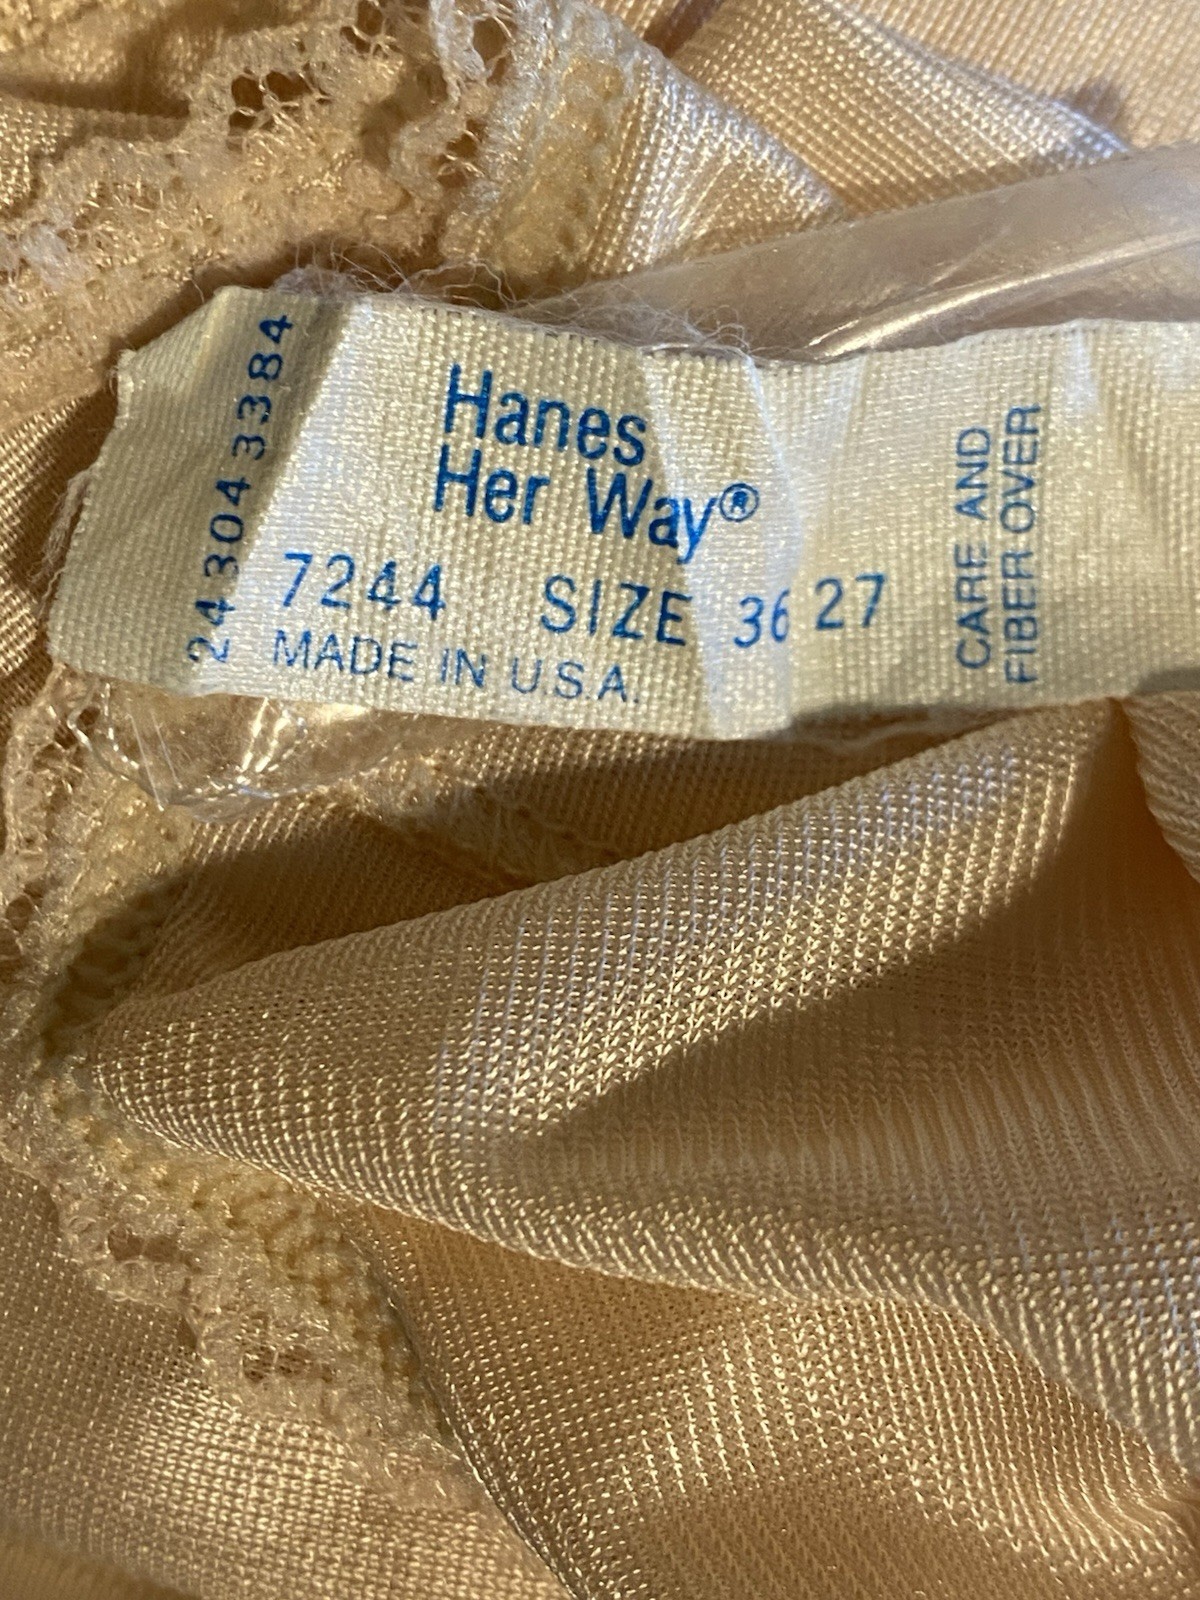 24304 3384
Hanes
Her Way®
7244 SIZE 36 27
MADE IN U.S.A.
CARE AND
FIBER OVER